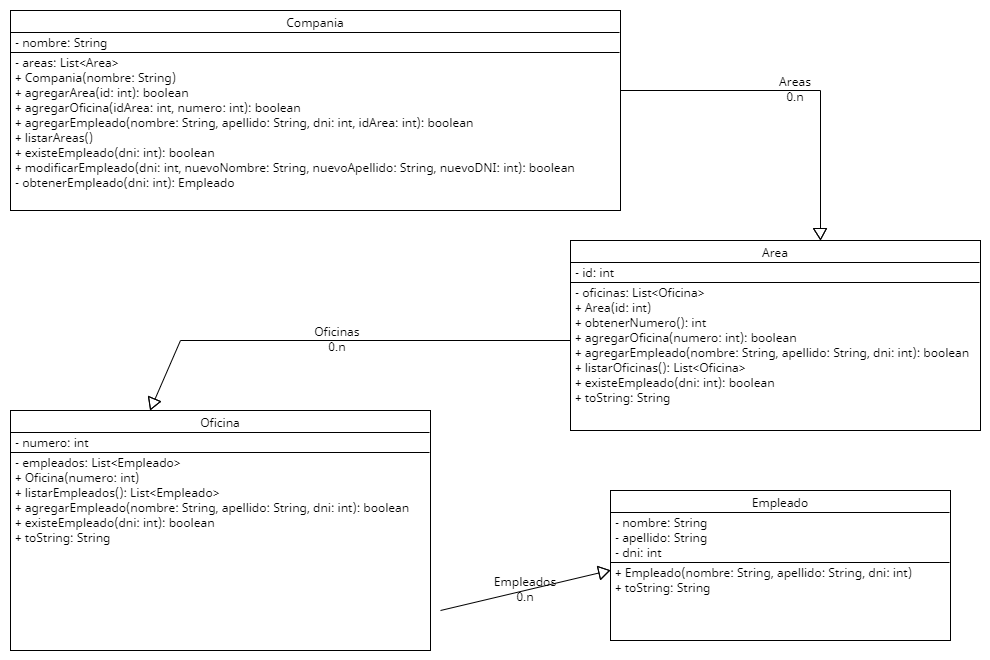 Compania
- nombre: String
- areas: List<Area>
+ Compania(nombre: String)
+ agregarArea(id: int): boolean
+ agregarOficina(idArea: int, numero: int): boolean
+ agregarEmpleado(nombre: String, apellido: String, dni: int, idArea: int): boolean
+ listarAreas()
+ existeEmpleado(dni: int): boolean
+ modificarEmpleado(dni: int, nuevoNombre: String, nuevoApellido: String, nuevoDNI: int): boolean
- obtenerEmpleado(dni: int): Empleado
Areas
0.n
Area
- id: int
- oficinas: List<Oficina>
+ Area(id: int)
+ obtenerNumero(): int
+ agregarOficina(numero: int): boolean
+ agregarEmpleado(nombre: String, apellido: String, dni: int): boolean
+ listarOficinas(): List<Oficina>
+ existeEmpleado(dni: int): boolean
+ toString: String
Oficinas
0.n
Oficina
- numero: int
- empleados: List<Empleado>
+ Oficina(numero: int)
+ listarEmpleados(): List<Empleado>
+ agregarEmpleado(nombre: String, apellido: String, dni: int): boolean
+ existeEmpleado(dni: int): boolean
+ toString: String
Empleados
0.n
Empleado
- nombre: String
- apellido: String
- dni: int
+ Empleado(nombre: String, apellido: String, dni: int)
+ toString: String